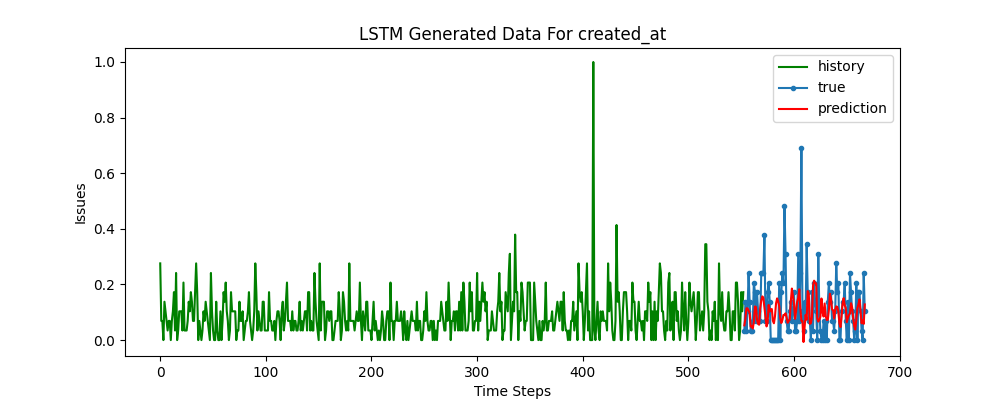 LSTM Generated Data For created_at
history
true
prediction
Issues
1.0
0.8
0.6
0.4
0.2
0.0
0 100 200 300 400 500 600 700
Time Steps